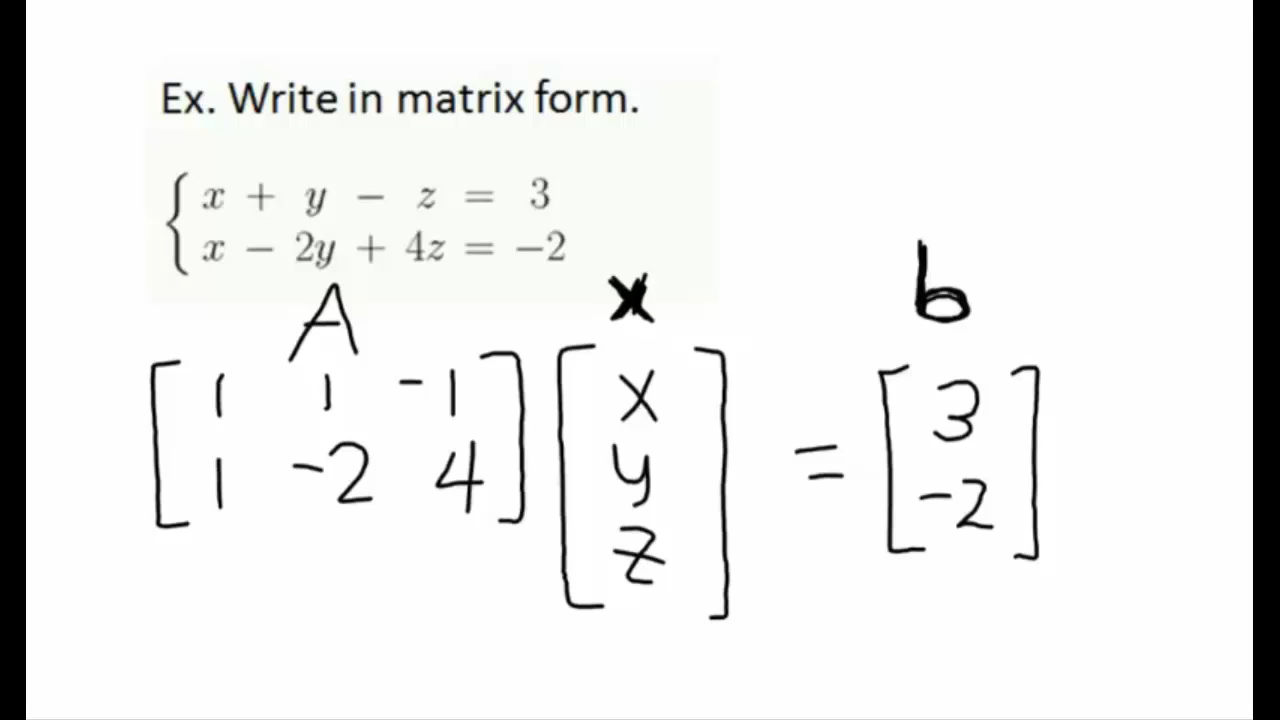 Ex. Write in matrix form.
{ x + y − z = 3
x − 2y + 4z = −2
A x b
[ 1 1 -1 ] [ x ] = [ 3 ]
[ 1 -2 4 ] [ y ] [ -2 ]
[ z ]